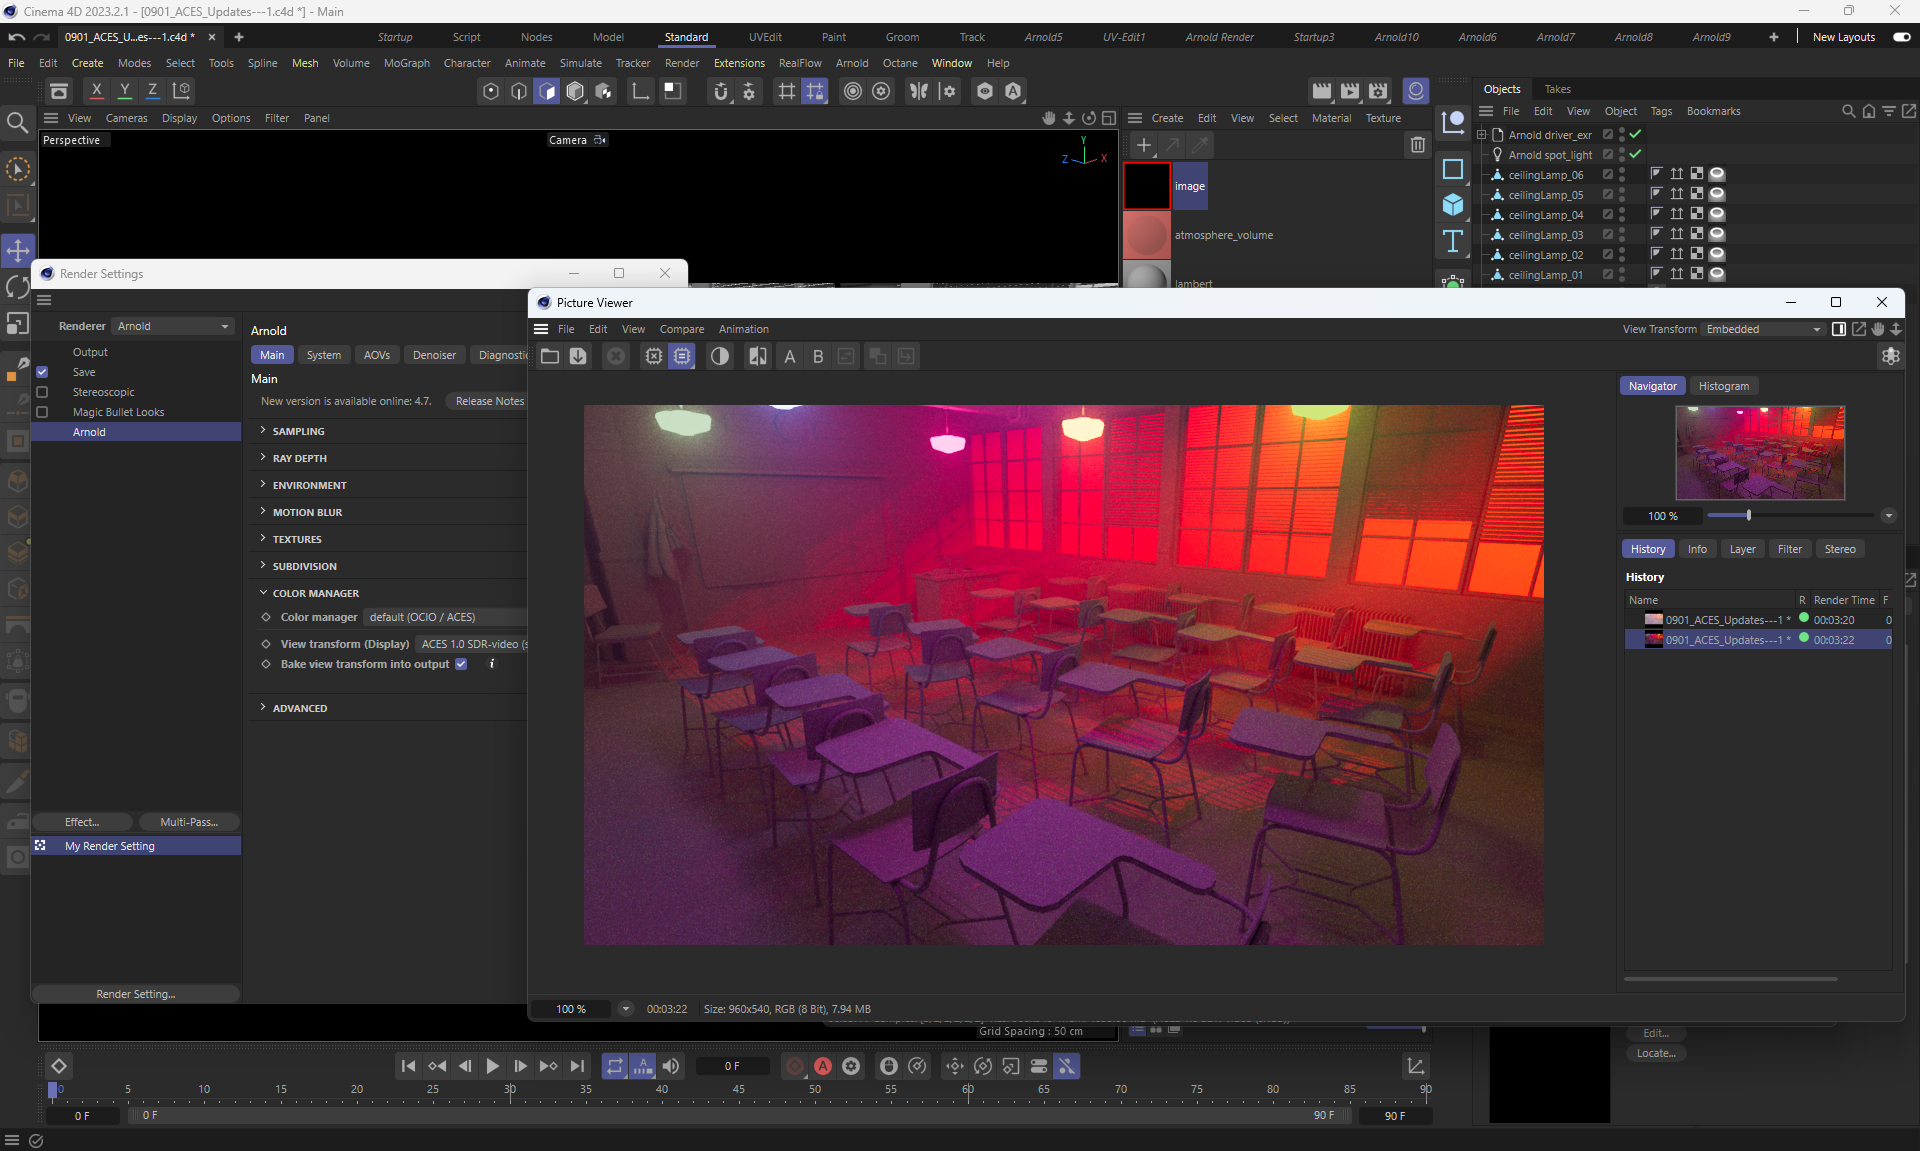 Cinema 4D 2023.2.1 - [0901_ACES_Updates---1.c4d *] - Main
0901_ACES_U...es---1.c4d *
Startup Script Nodes Model Standard UVEdit Paint Groom Track Arnold5 UV-Edit1 Arnold Render Startup3 Arnold10 Arnold6 Arnold7 Arnold8 Arnold9 New Layouts
File Edit Create Modes Select Tools Spline Mesh Volume MoGraph Character Animate Simulate Tracker Render Extensions RealFlow Arnold Octane Window Help
X Y Z
Objects Takes
View Cameras Display Options Filter Panel
Create Edit View Select Material Texture
File Edit View Object Tags Bookmarks
Perspective
Camera
Y
Z X
image
atmosphere_volume
lambert
Arnold driver_exr
Arnold spot_light
ceilingLamp_06
ceilingLamp_05
ceilingLamp_04
ceilingLamp_03
ceilingLamp_02
ceilingLamp_01
Render Settings
Renderer Arnold
Output
Save
Stereoscopic
Magic Bullet Looks
Arnold
Effect... Multi-Pass...
My Render Setting
Render Setting...
Arnold
Main System AOVs Denoiser Diagnostic
Main
New version is available online: 4.7. Release Notes
SAMPLING
RAY DEPTH
ENVIRONMENT
MOTION BLUR
TEXTURES
SUBDIVISION
COLOR MANAGER
Color manager default (OCIO / ACES)
View transform (Display) ACES 1.0 SDR-video (s
Bake view transform into output
ADVANCED
Picture Viewer
File Edit View Compare Animation
View Transform Embedded
A B
Navigator Histogram
100 %
History Info Layer Filter Stereo
History
Name R Render Time F
0901_ACES_Updates---1 * 00:03:20 0
0901_ACES_Updates---1 * 00:03:22 0
100 % 00:03:22 Size: 960x540, RGB (8 Bit), 7.94 MB
Grid Spacing : 50 cm
Edit...
Locate...
0 F
0 5 10 15 20 25 30 35 40 45 50 55 60 65 70 75 80 85 90
0 F 0 F 90 F 90 F